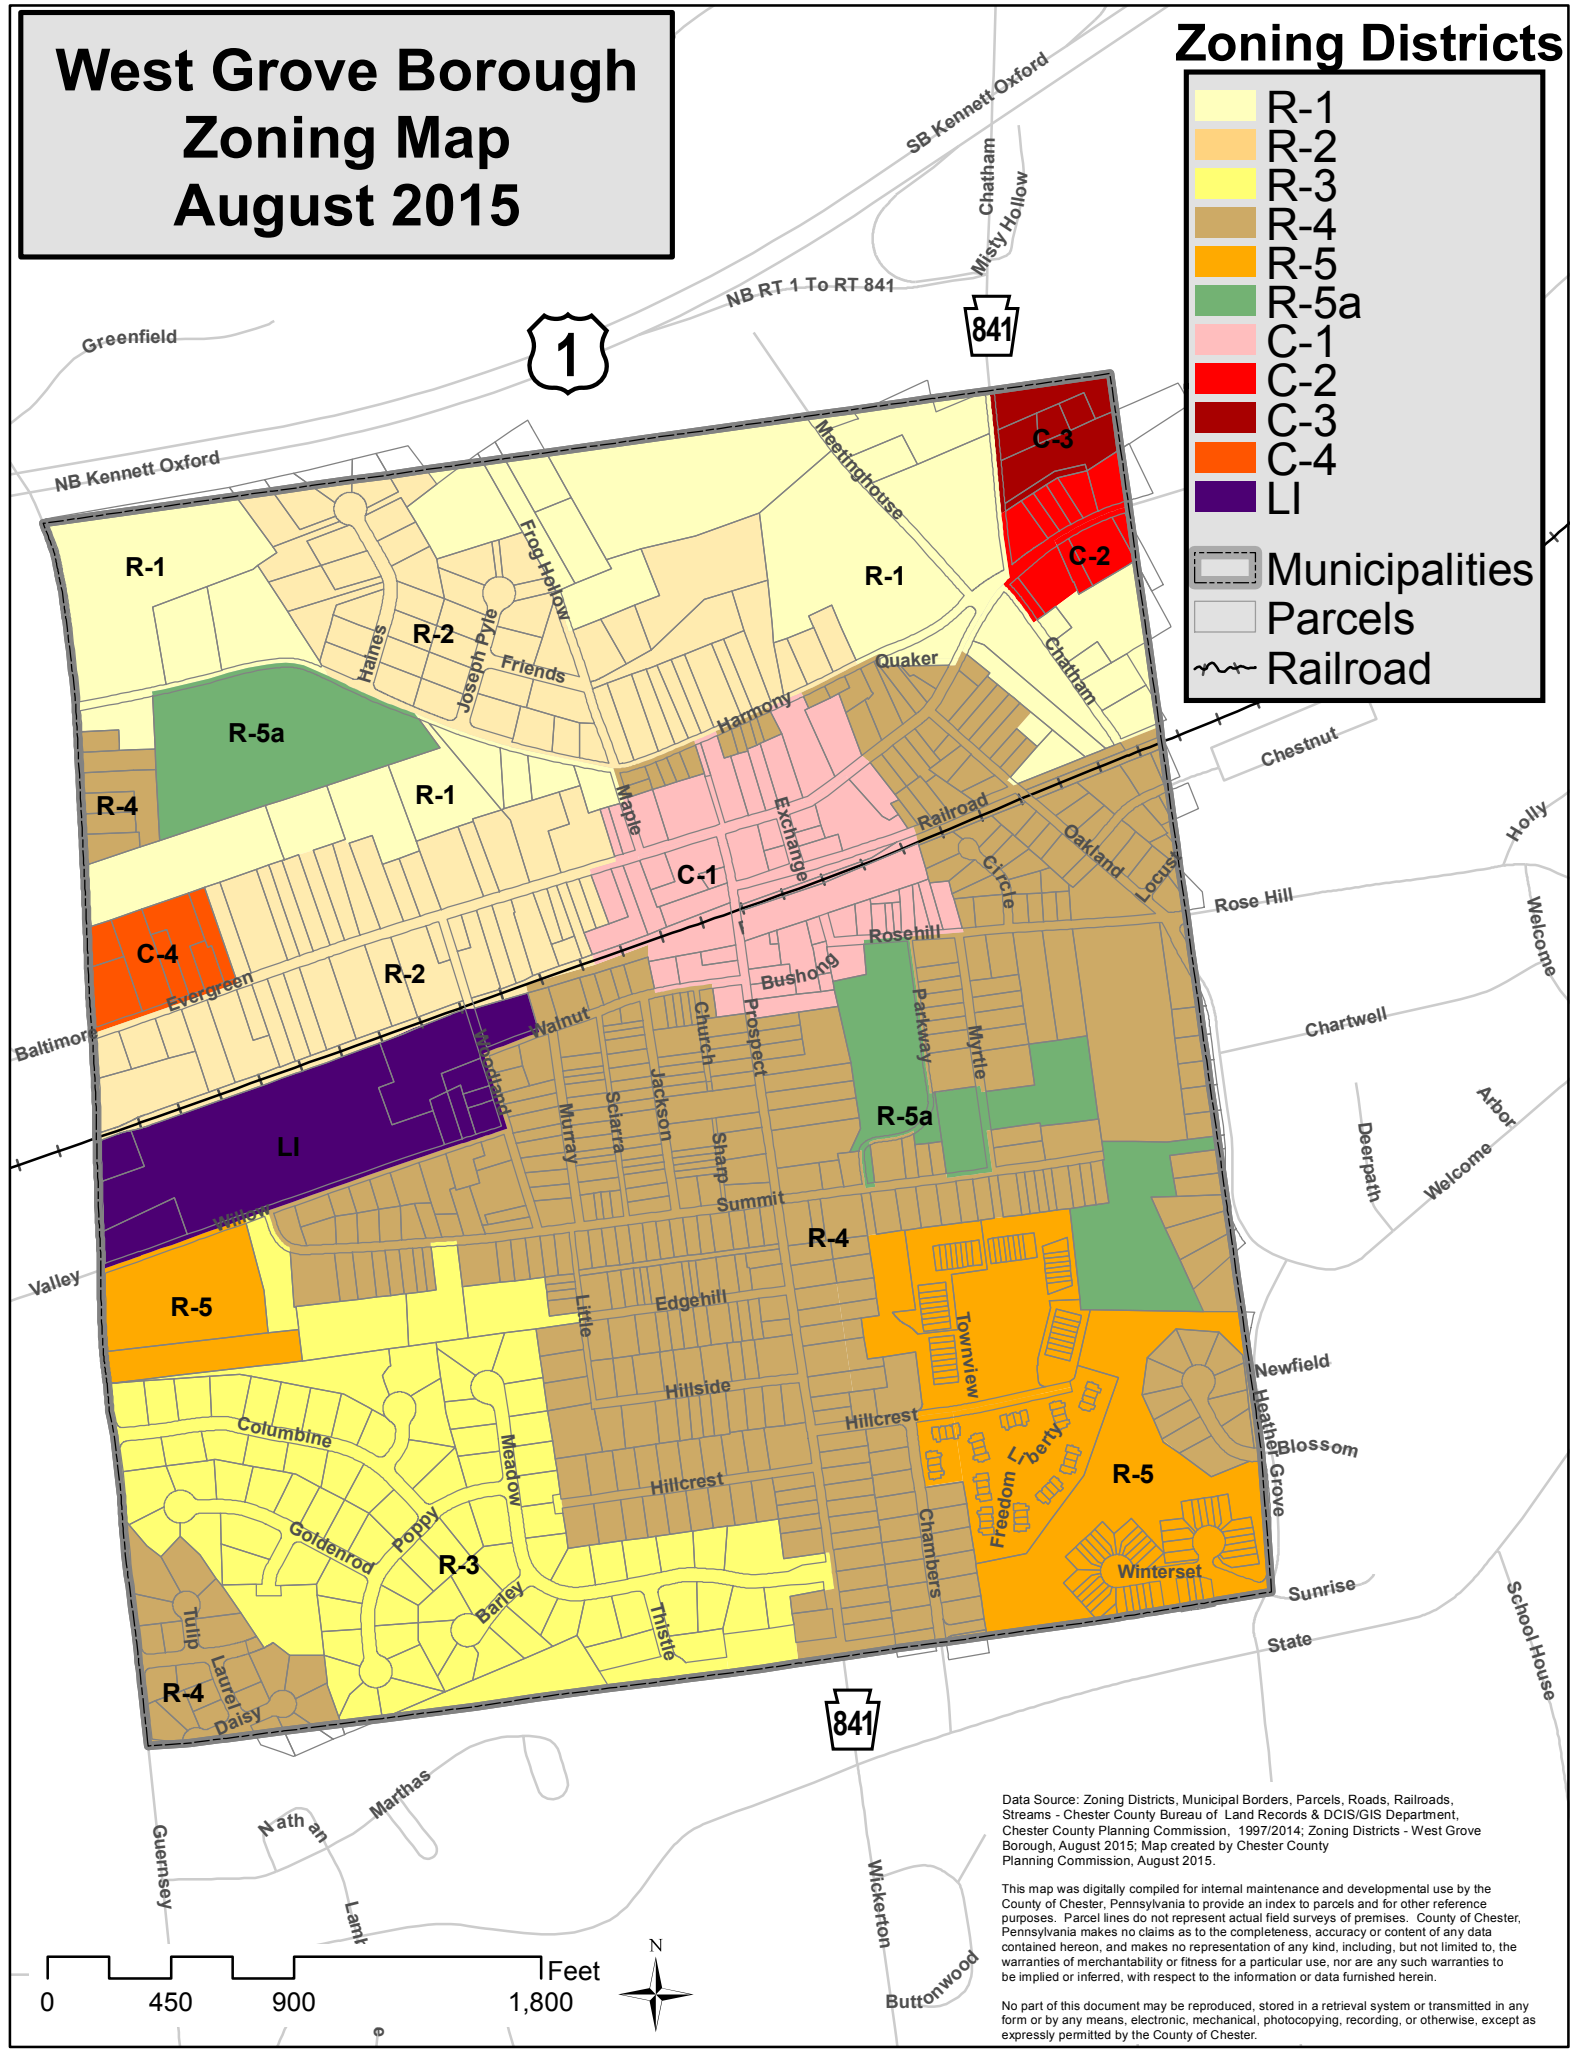 West Grove Borough
Zoning Map
August 2015
Zoning Districts
R-1
R-2
R-3
R-4
R-5
R-5a
C-1
C-2
C-3
C-4
LI
Municipalities
Parcels
Railroad
SB Kennett Oxford
Chatham
Misty Hollow
NB RT 1 To RT 841
Greenfield
1
841
NB Kennett Oxford
Meetinghouse
C-3
Frog Hollow
R-1
C-2
R-1
Haines
R-2
Joseph Pyle
Friends
Quaker
Chatham
Harmony
R-5a
Chestnut
R-4
R-1
Maple
Exchange
Railroad
Oakland
Holly
C-1
Circle
Locust
Rose Hill
Welcome
Rosehill
C-4
Evergreen
R-2
Bushong
Baltimore
Walnut
Church
Prospect
Parkway
Myrtle
Chartwell
Woodland
Jackson
Sciarra
Murray
Sharp
R-5a
Arbor
Deerpath
Welcome
LI
Summit
Willow
R-4
Valley
R-5
Little
Edgehill
Townview
Newfield
Hillside
Heather Grove
Columbine
Hillcrest
Blossom
Meadow
Liberty
R-5
Hillcrest
Freedom
Goldenrod
Poppy
R-3
Chambers
Winterset
Barley
Sunrise
Tulip
Thistle
State
School House
Laurel
R-4
Daisy
841
Marthas
Nathan
Guernsey
Wickerton
Buttonwood
Data Source: Zoning Districts, Municipal Borders, Parcels, Roads, Railroads,
Streams - Chester County Bureau of Land Records & DCIS/GIS Department,
Chester County Planning Commission, 1997/2014; Zoning Districts - West Grove
Borough, August 2015; Map created by Chester County
Planning Commission, August 2015.
This map was digitally compiled for internal maintenance and developmental use by the
County of Chester, Pennsylvania to provide an index to parcels and for other reference
purposes. Parcel lines do not represent actual field surveys of premises. County of Chester,
Pennsylvania makes no claims as to the completeness, accuracy or content of any data
contained hereon, and makes no representation of any kind, including, but not limited to, the
warranties of merchantability or fitness for a particular use, nor are any such warranties to
be implied or inferred, with respect to the information or data furnished herein.
No part of this document may be reproduced, stored in a retrieval system or transmitted in any
form or by any means, electronic, mechanical, photocopying, recording, or otherwise, except as
expressly permitted by the County of Chester.
N
Feet
0 450 900 1,800
e